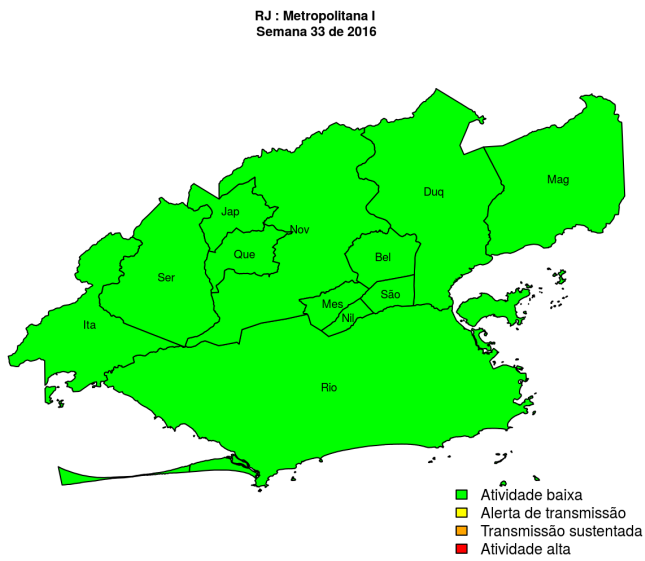 RJ : Metropolitana I
Semana 33 de 2016
Mag
Duq
Jap
Nov
Que
Bel
Ser
São
Mes
Nil
Ita
Rio
Atividade baixa
Alerta de transmissão
Transmissão sustentada
Atividade alta